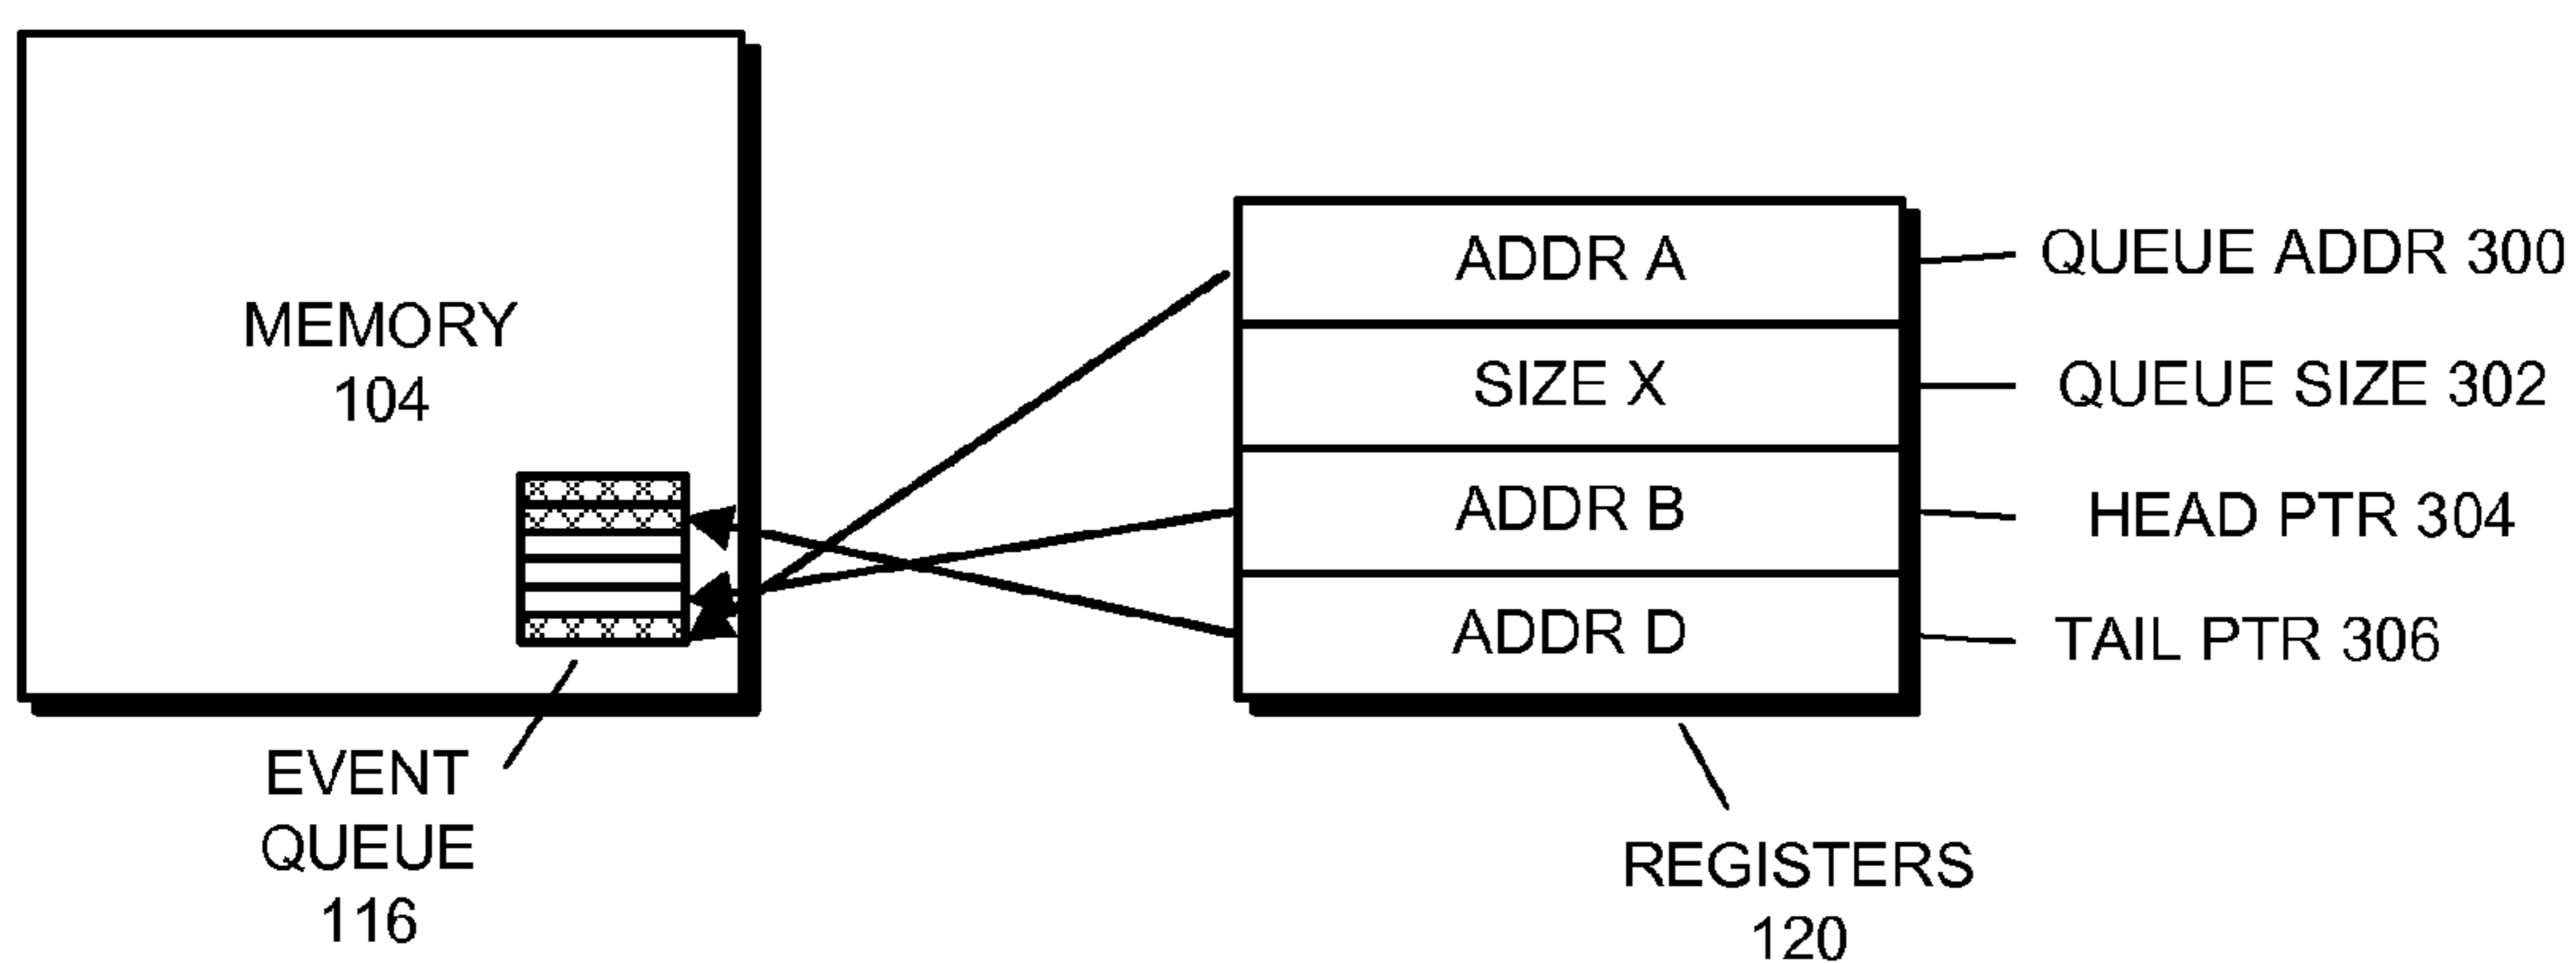 ADDR A
QUEUE ADDR 300
MEMORY
104
SIZE X
QUEUE SIZE 302
ADDR B
HEAD PTR 304
ADDR D
TAIL PTR 306
EVENT
QUEUE
116
REGISTERS
120